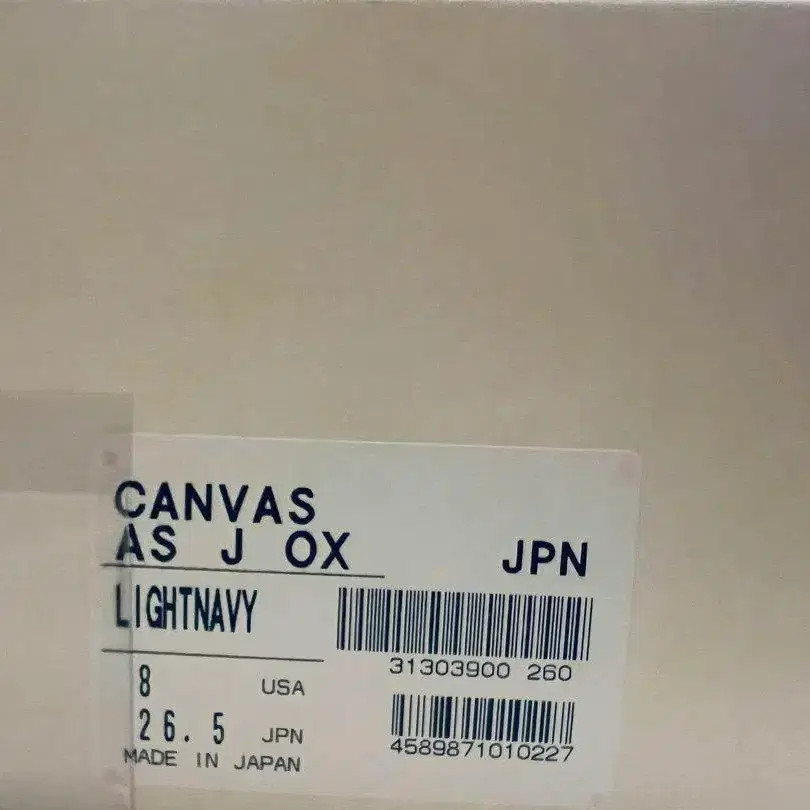 CANVAS
AS J OX
JPN
LIGHTNAVY
31303900 260
8 USA
26.5 JPN
4589871010227
MADE IN JAPAN